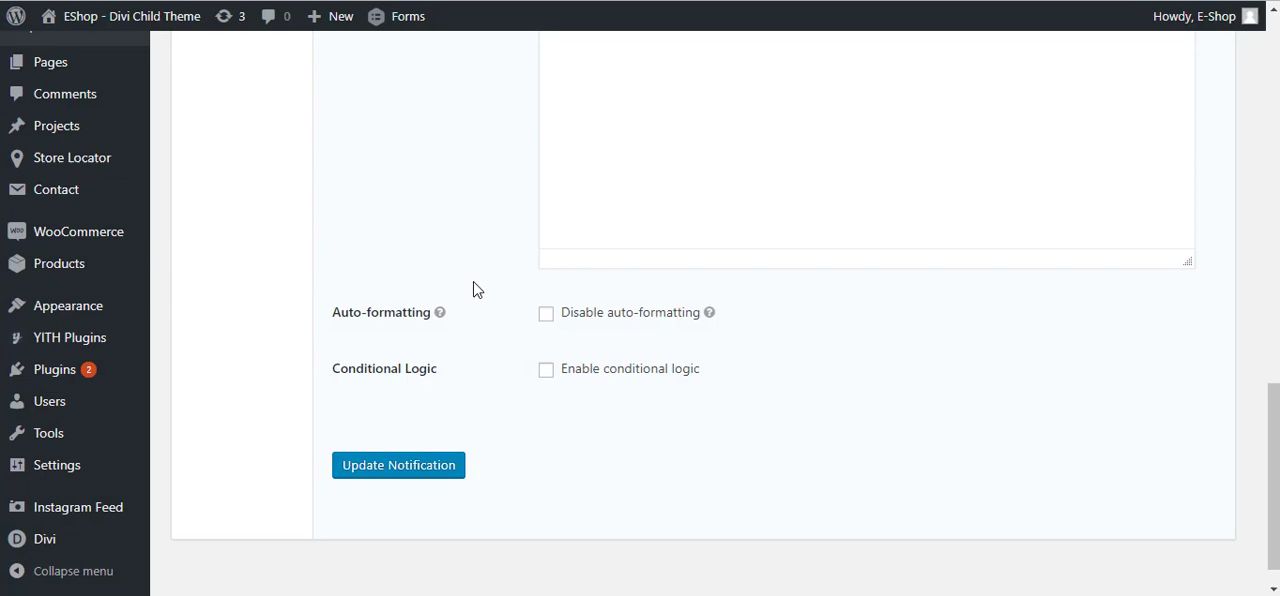 EShop - Divi Child Theme 3 0 New Forms Howdy, E-Shop
Pages
Comments
Projects
Store Locator
Contact
WooCommerce
Products
Appearance
YITH Plugins
Plugins 2
Users
Tools
Settings
Instagram Feed
Divi
Collapse menu
Auto-formatting ? Disable auto-formatting ?
Conditional Logic Enable conditional logic
Update Notification